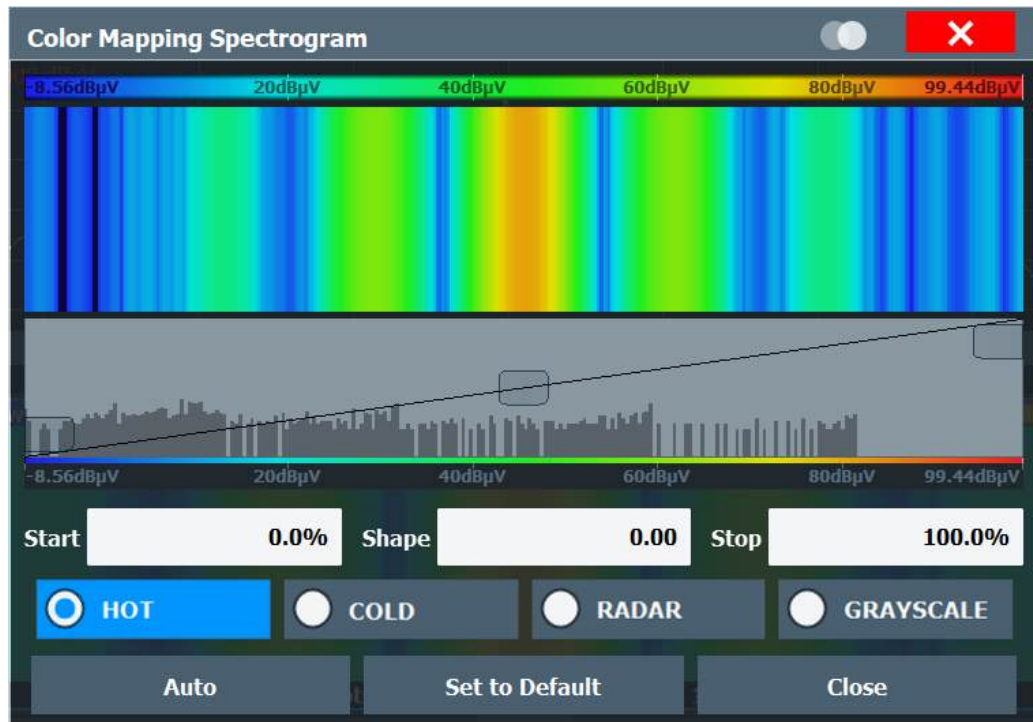 Color Mapping Spectrogram
-8.56dBµV 20dBµV 40dBµV 60dBµV 80dBµV 99.44dBµV
-8.56dBµV 20dBµV 40dBµV 60dBµV 80dBµV 99.44dBµV
Start 0.0% Shape 0.00 Stop 100.0%
HOT COLD RADAR GRAYSCALE
Auto Set to Default Close